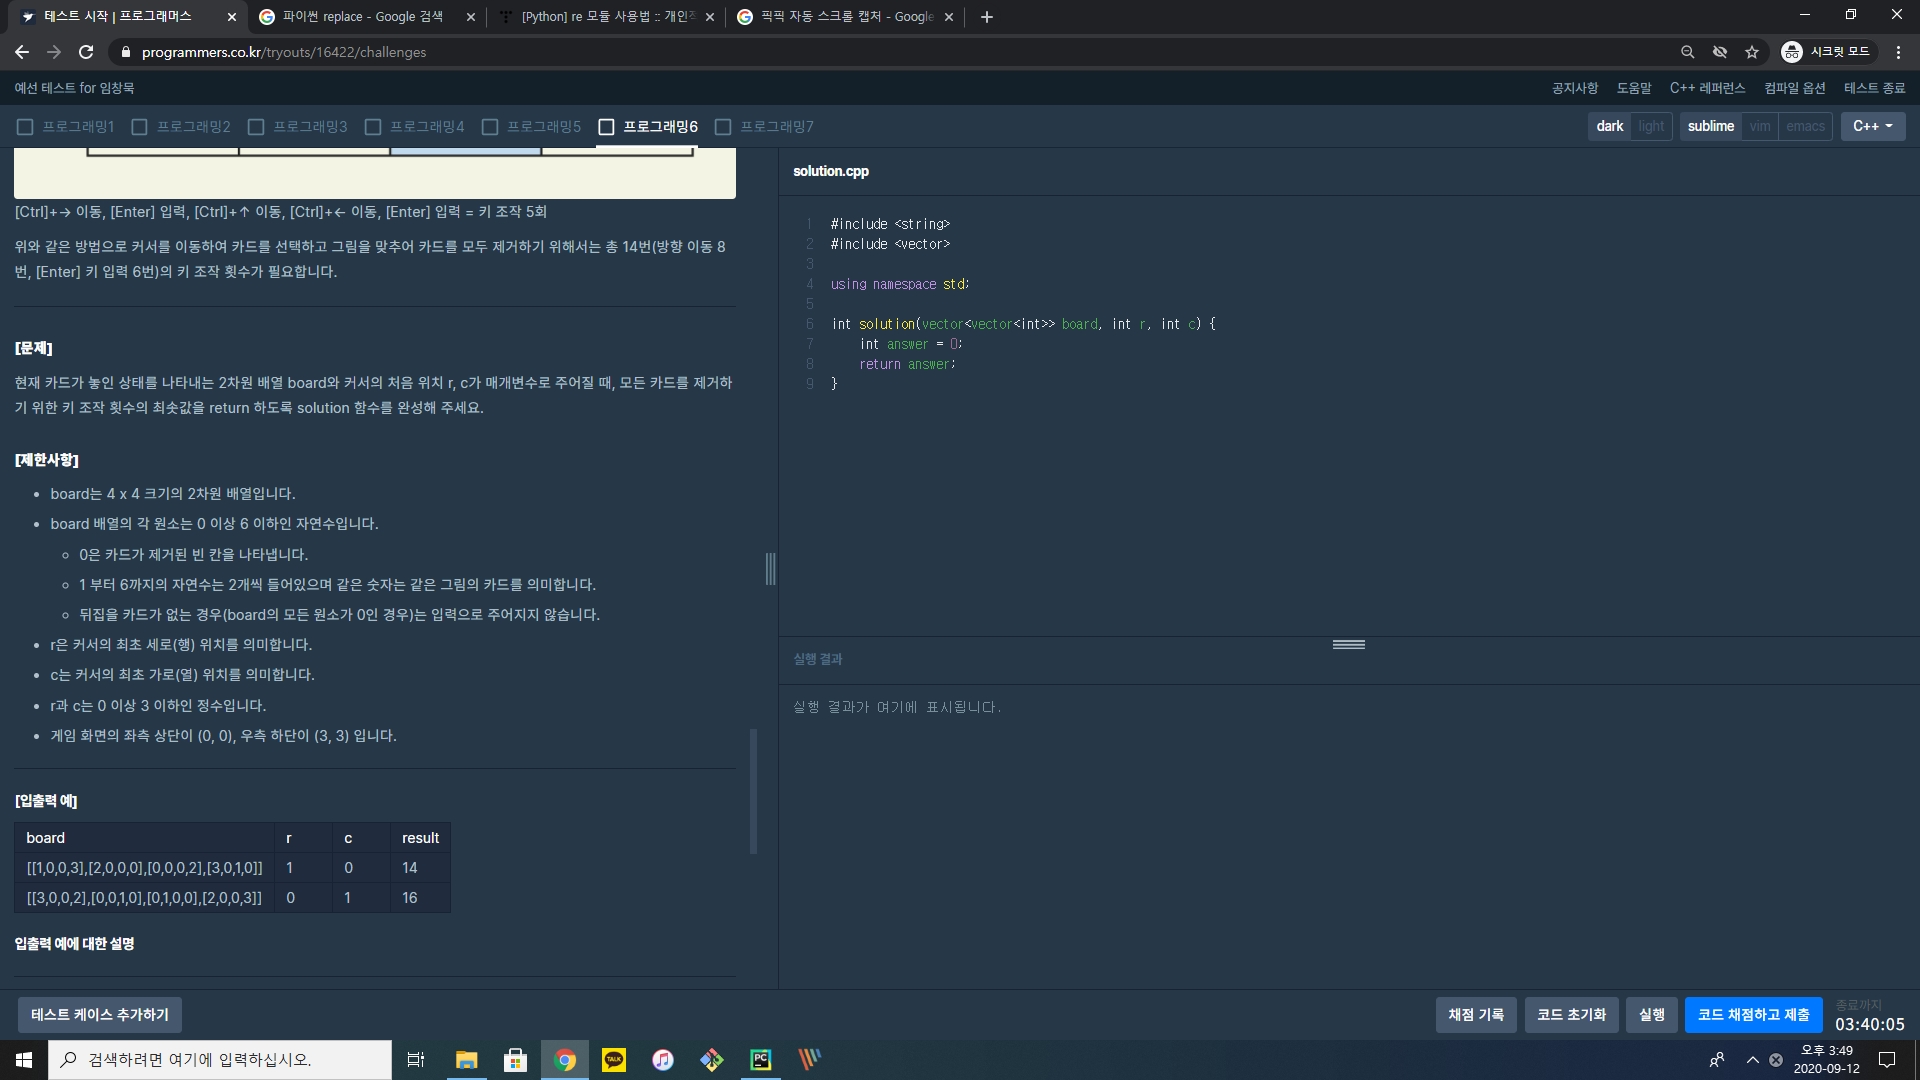 테스트 시작 | 프로그래머스
파이썬 replace - Google 검색
[Python] re 모듈 사용법 :: 개인적
픽픽 자동 스크롤 캡처 - Google
programmers.co.kr/tryouts/16422/challenges
시크릿 모드
예선 테스트 for 임창묵
공지사항 도움말 C++ 레퍼런스 컴파일 옵션 테스트 종료
프로그래밍1 프로그래밍2 프로그래밍3 프로그래밍4 프로그래밍5 프로그래밍6 프로그래밍7
dark light sublime vim emacs C++
[Ctrl]+→ 이동, [Enter] 입력, [Ctrl]+↑ 이동, [Ctrl]+← 이동, [Enter] 입력 = 키 조작 5회
위와 같은 방법으로 커서를 이동하여 카드를 선택하고 그림을 맞추어 카드를 모두 제거하기 위해서는 총 14번(방향 이동 8
번, [Enter] 키 입력 6번)의 키 조작 횟수가 필요합니다.
[문제]
현재 카드가 놓인 상태를 나타내는 2차원 배열 board와 커서의 처음 위치 r, c가 매개변수로 주어질 때, 모든 카드를 제거하
기 위한 키 조작 횟수의 최솟값을 return 하도록 solution 함수를 완성해 주세요.
[제한사항]
• board는 4 x 4 크기의 2차원 배열입니다.
• board 배열의 각 원소는 0 이상 6 이하인 자연수입니다.
◦ 0은 카드가 제거된 빈 칸을 나타냅니다.
◦ 1 부터 6까지의 자연수는 2개씩 들어있으며 같은 숫자는 같은 그림의 카드를 의미합니다.
◦ 뒤집을 카드가 없는 경우(board의 모든 원소가 0인 경우)는 입력으로 주어지지 않습니다.
• r은 커서의 최초 세로(행) 위치를 의미합니다.
• c는 커서의 최초 가로(열) 위치를 의미합니다.
• r과 c는 0 이상 3 이하인 정수입니다.
• 게임 화면의 좌측 상단이 (0, 0), 우측 하단이 (3, 3) 입니다.
[입출력 예]
board r c result
[[1,0,0,3],[2,0,0,0],[0,0,0,2],[3,0,1,0]] 1 0 14
[[3,0,0,2],[0,0,1,0],[0,1,0,0],[2,0,0,3]] 0 1 16
입출력 예에 대한 설명
solution.cpp
1 #include <string>
2 #include <vector>
3
4 using namespace std;
5
6 int solution(vector<vector<int>> board, int r, int c) {
7 int answer = 0;
8 return answer;
9 }
실행 결과
실행 결과가 여기에 표시됩니다.
테스트 케이스 추가하기
채점 기록 코드 초기화 실행 코드 채점하고 제출
종료까지
03:40:05
검색하려면 여기에 입력하십시오.
TALK
PC
오후 3:49
2020-09-12